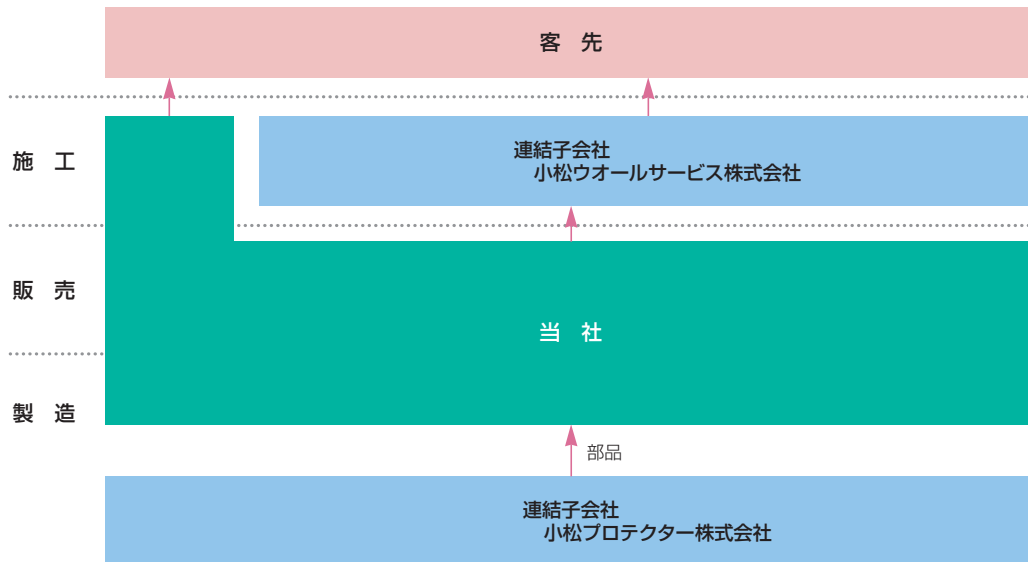 客 先
施 工
連結子会社
小松ウオールサービス株式会社
販 売
当 社
製 造
部品
連結子会社
小松プロテクター株式会社